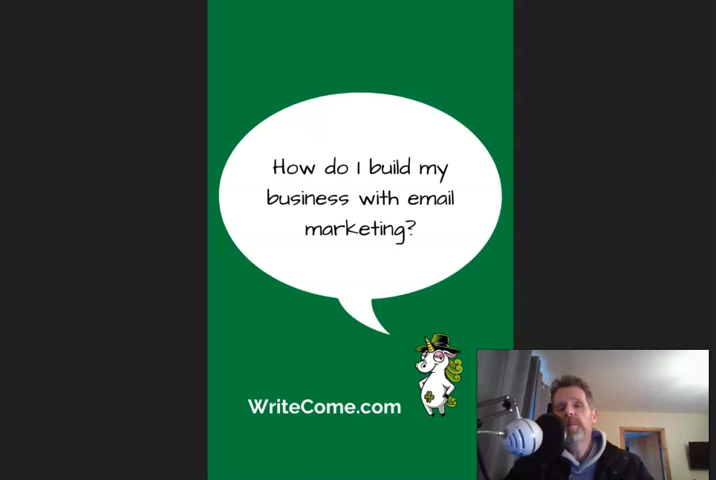 How do I build my
business with email
marketing?
WriteCome.com